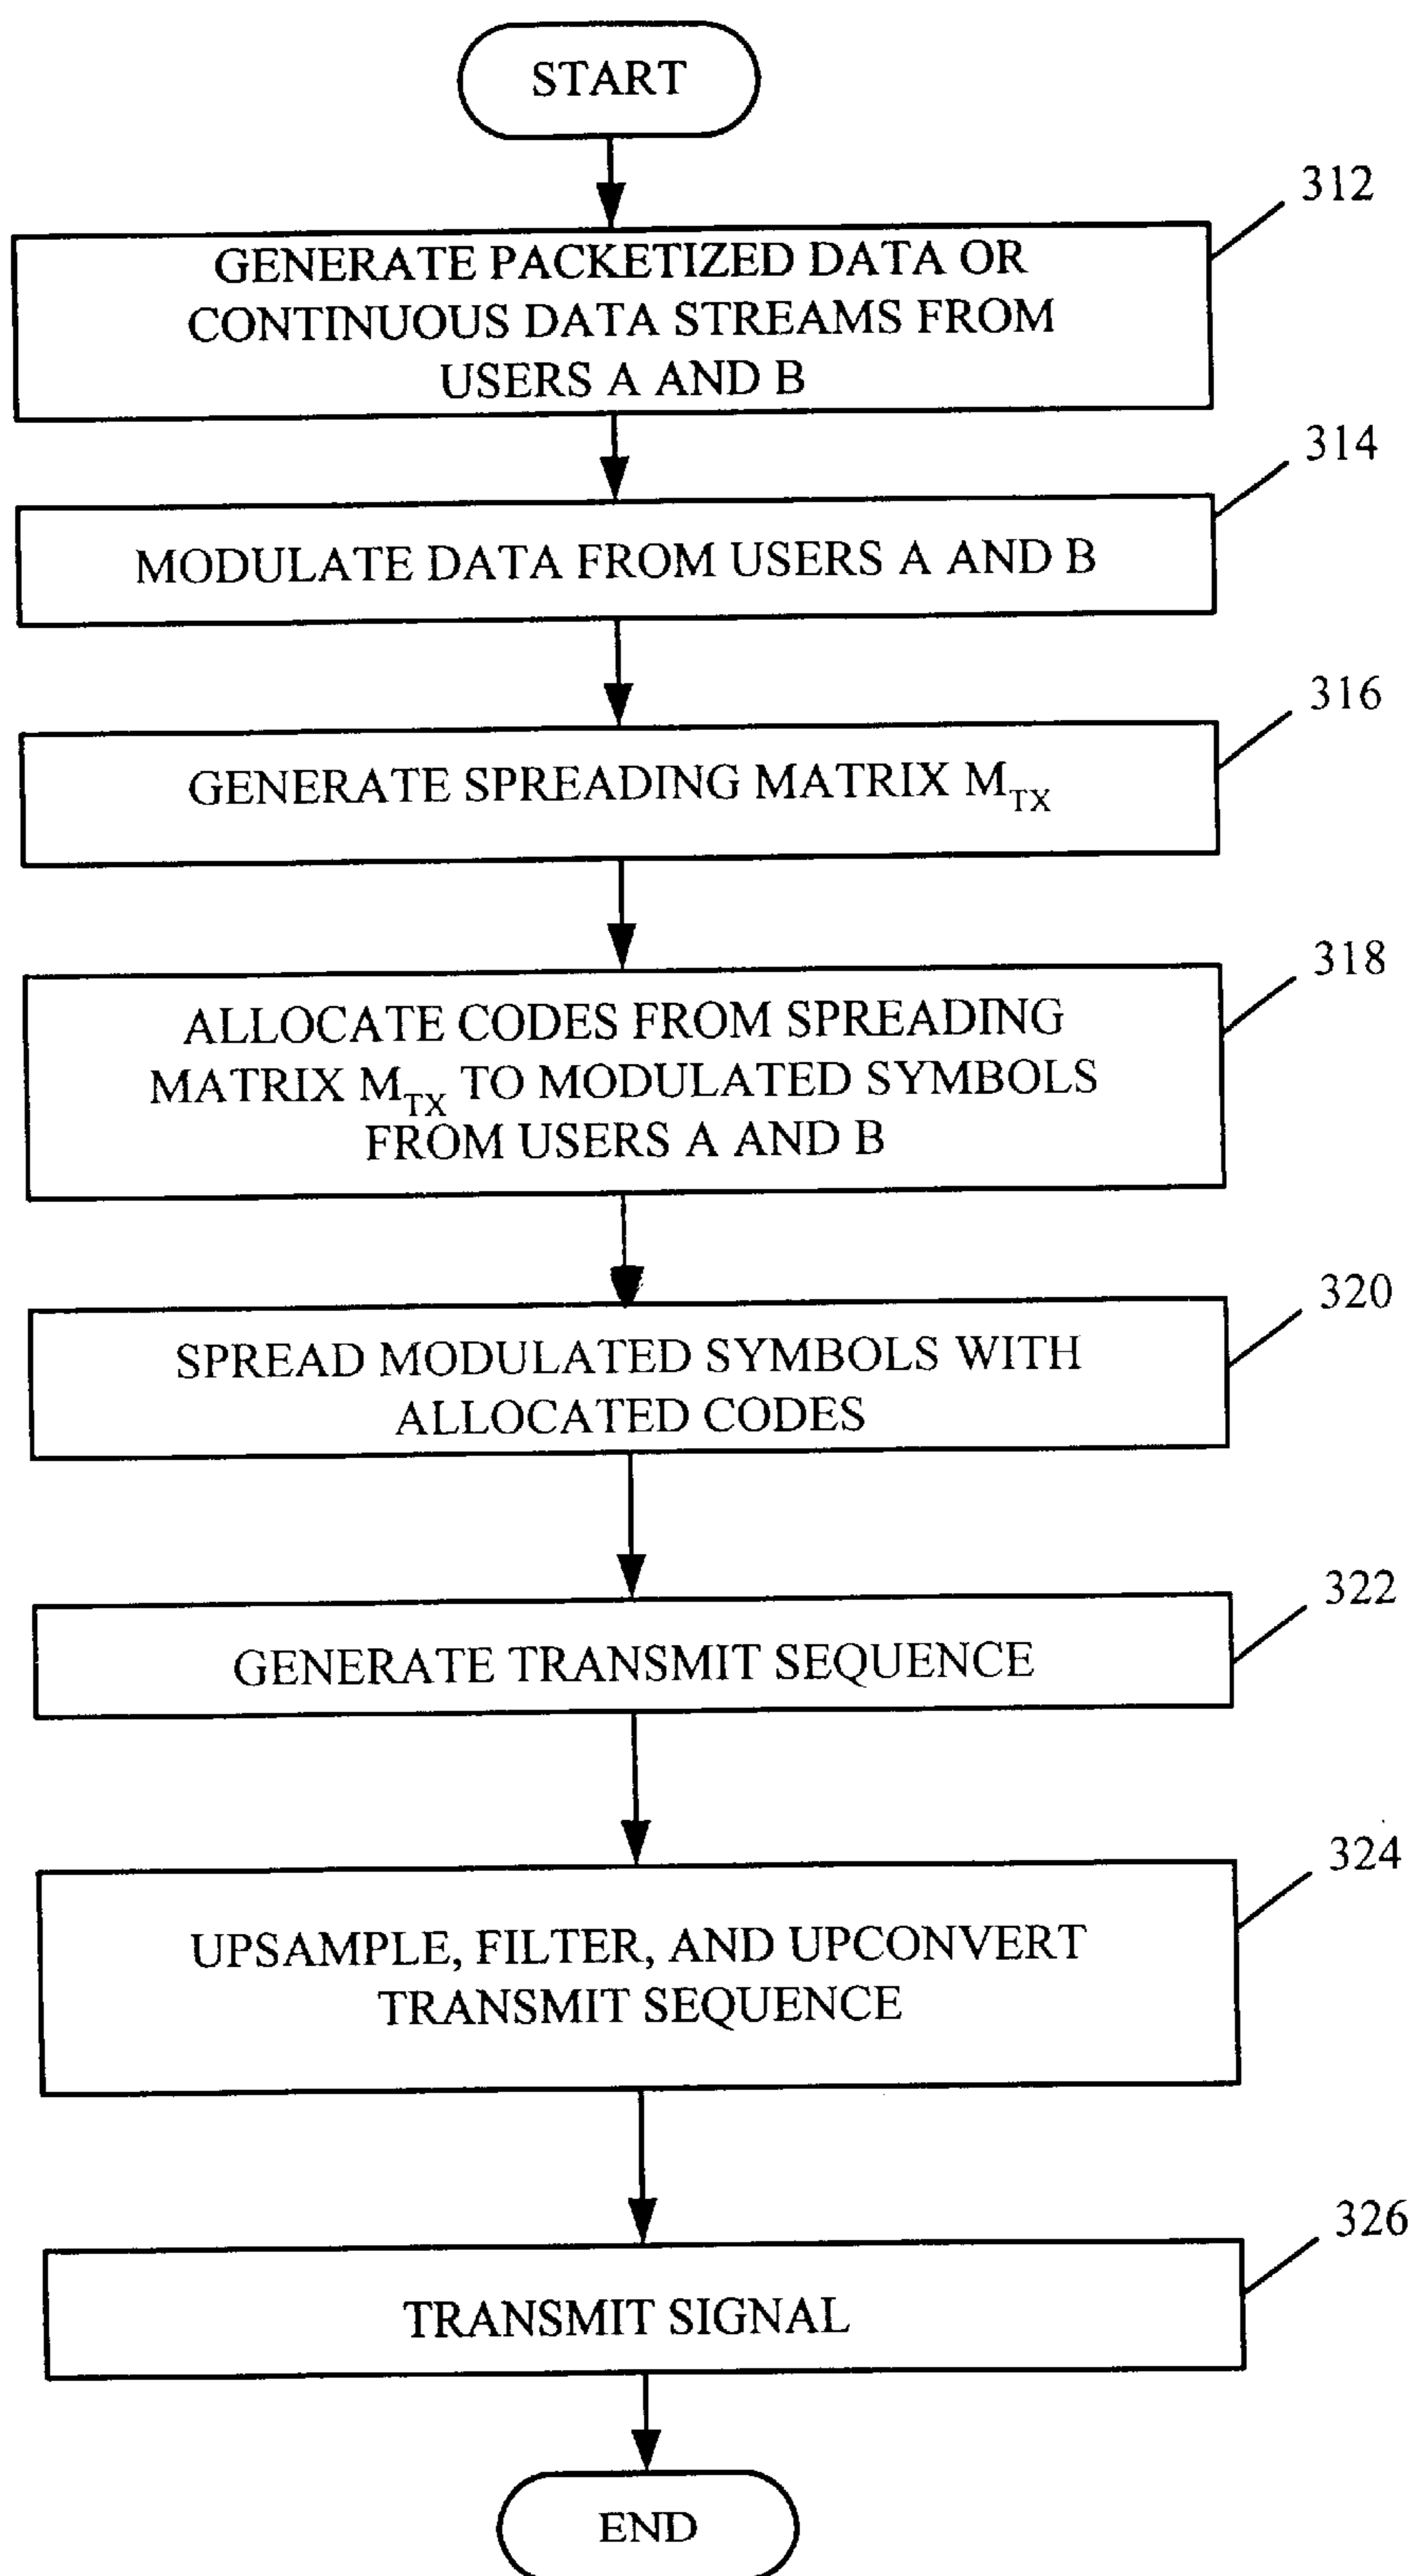 START
312
GENERATE PACKETIZED DATA OR
CONTINUOUS DATA STREAMS FROM
USERS A AND B
314
MODULATE DATA FROM USERS A AND B
316
GENERATE SPREADING MATRIX M_TX
318
ALLOCATE CODES FROM SPREADING
MATRIX M_TX TO MODULATED SYMBOLS
FROM USERS A AND B
320
SPREAD MODULATED SYMBOLS WITH
ALLOCATED CODES
322
GENERATE TRANSMIT SEQUENCE
324
UPSAMPLE, FILTER, AND UPCONVERT
TRANSMIT SEQUENCE
326
TRANSMIT SIGNAL
END